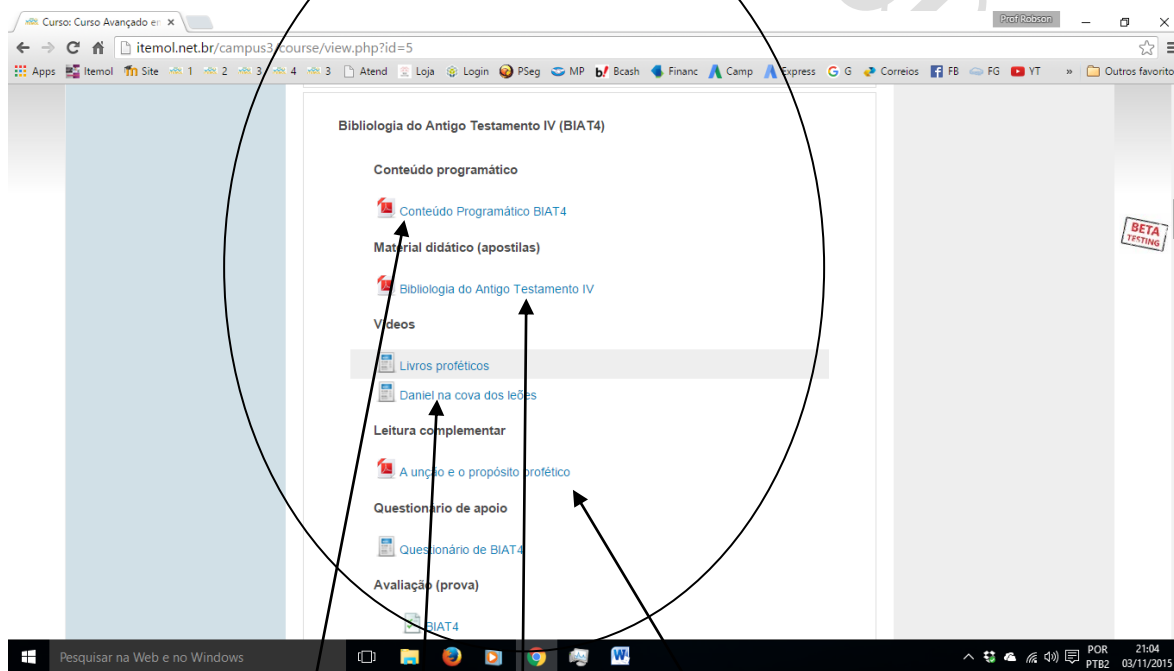 Curso: Curso Avançado en
Prof Robson
itemol.net.br/campus3/course/view.php?id=5
Apps Itemol Site 1 2 3 4 3 Atend Loja Login PSeg MP Bcash Financ Camp Express G G Correios FB FG YT » Outros favorito
Bibliologia do Antigo Testamento IV (BIAT4)
Conteúdo programático
Conteúdo Programático BIAT4
BETA
TESTING
Material didático (apostilas)
Bibliologia do Antigo Testamento IV
Vídeos
Livros proféticos
Daniel na cova dos leões
Leitura complementar
A unção e o propósito profético
Questionário de apoio
Questionário de BIAT4
Avaliação (prova)
BIAT4
Pesquisar na Web e no Windows
POR 21:04
PTB2 03/11/2015